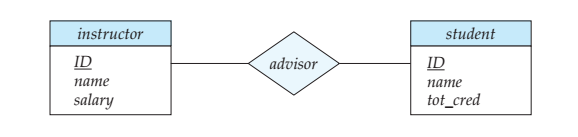 instructor
ID
name
salary
advisor
student
ID
name
tot_cred